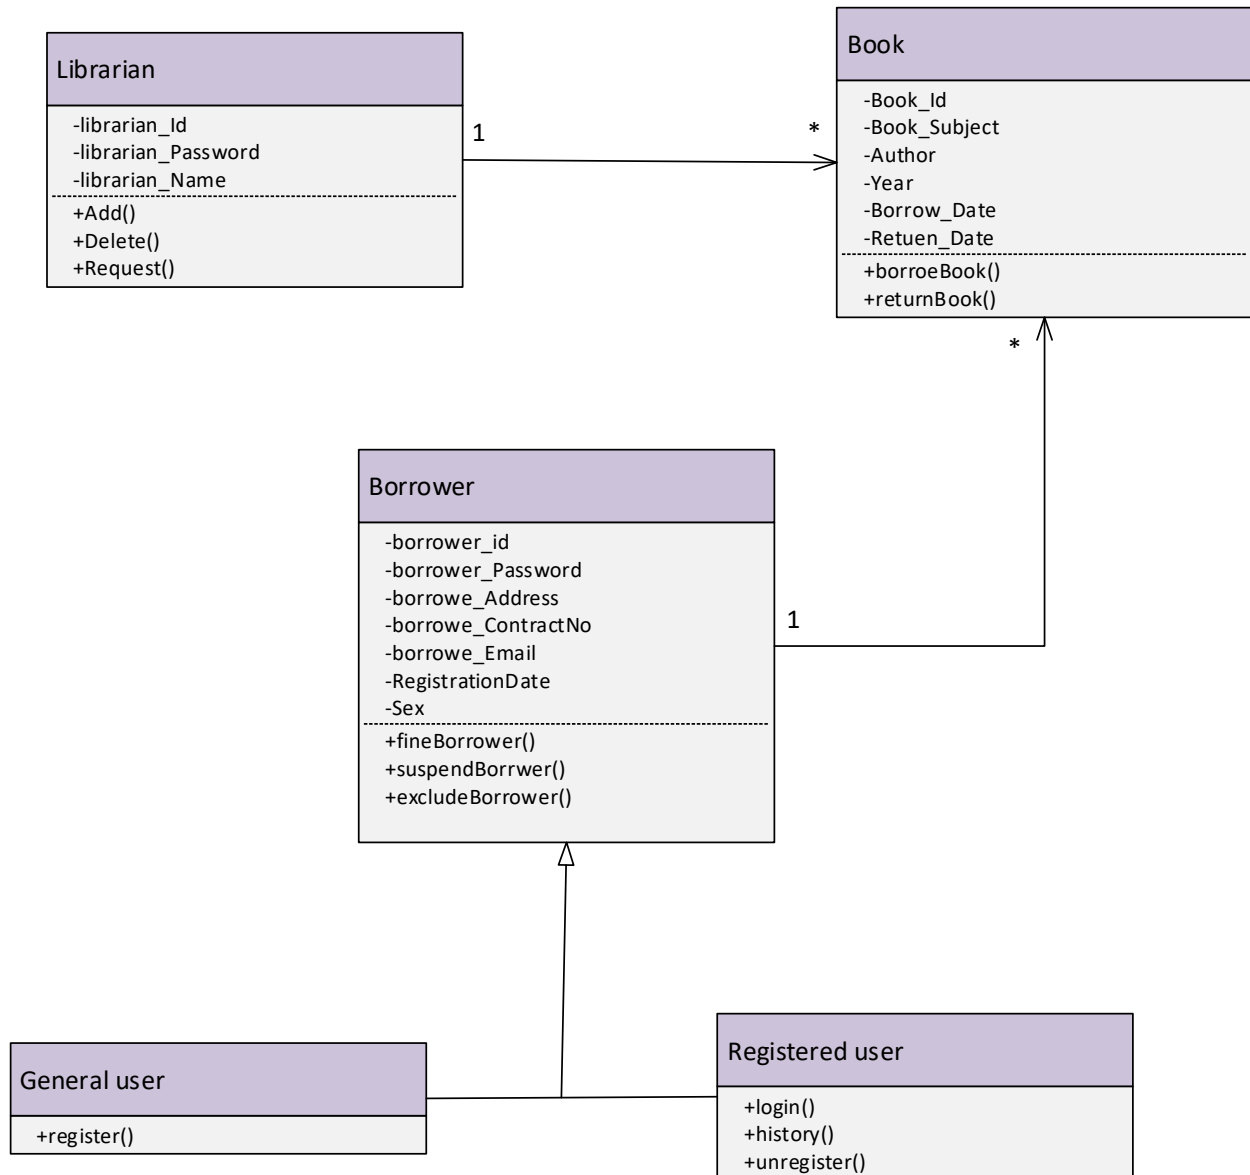 Librarian
-librarian_Id
-librarian_Password
-librarian_Name
+Add()
+Delete()
+Request()
1
*
Book
-Book_Id
-Book_Subject
-Author
-Year
-Borrow_Date
-Retuen_Date
+borroeBook()
+returnBook()
*
Borrower
-borrower_id
-borrower_Password
-borrowe_Address
-borrowe_ContractNo
-borrowe_Email
-RegistrationDate
-Sex
+fineBorrower()
+suspendBorrwer()
+excludeBorrower()
1
General user
+register()
Registered user
+login()
+history()
+unregister()